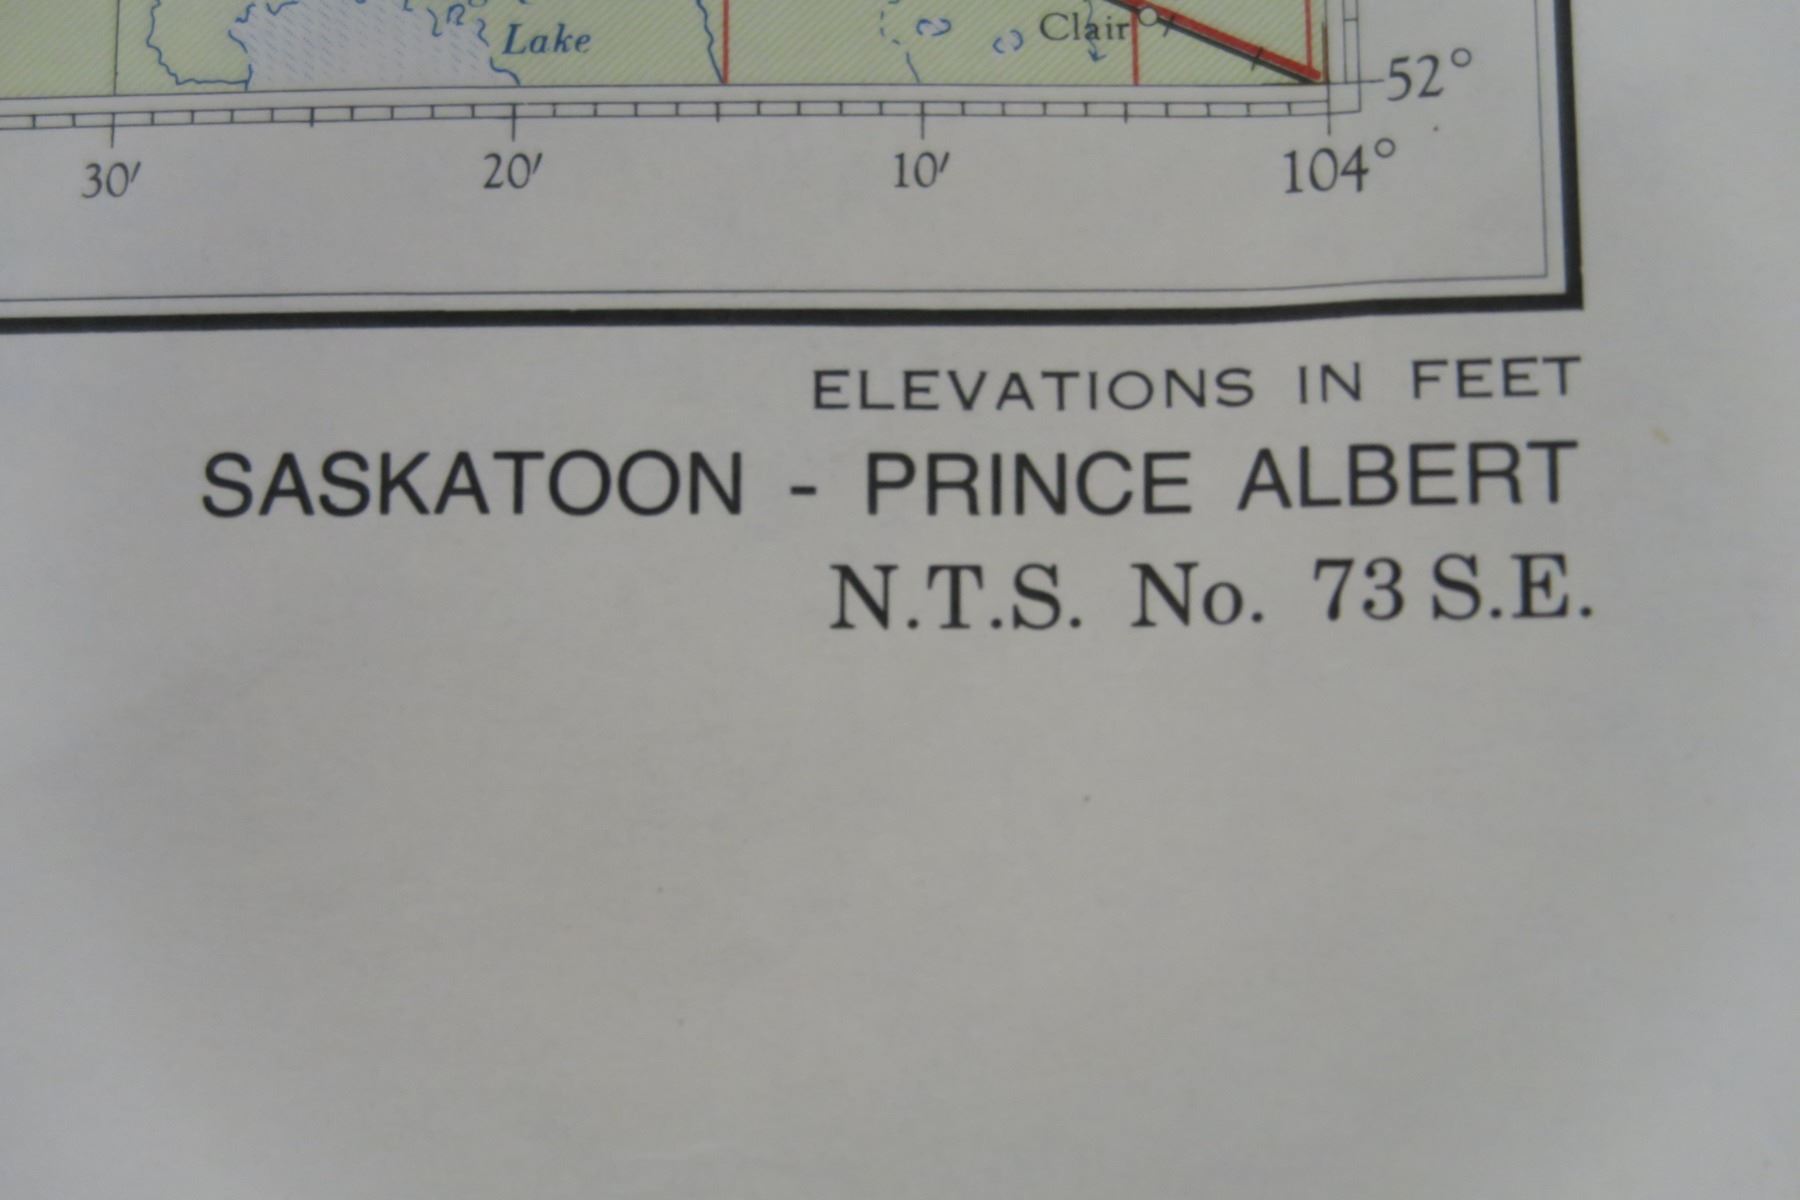 Lake
Clair
52°
30′ 20′ 10′ 104°
ELEVATIONS IN FEET
SASKATOON - PRINCE ALBERT
N.T.S. No. 73 S.E.